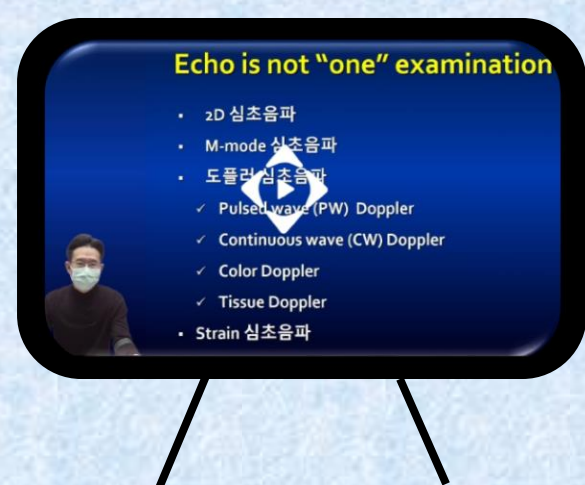 Echo is not “one” examination
▪ 2D 심초음파
▪ M-mode 심초음파
▪ 도플러 심초음파
✓ Pulsed wave (PW) Doppler
✓ Continuous wave (CW) Doppler
✓ Color Doppler
✓ Tissue Doppler
▪ Strain 심초음파